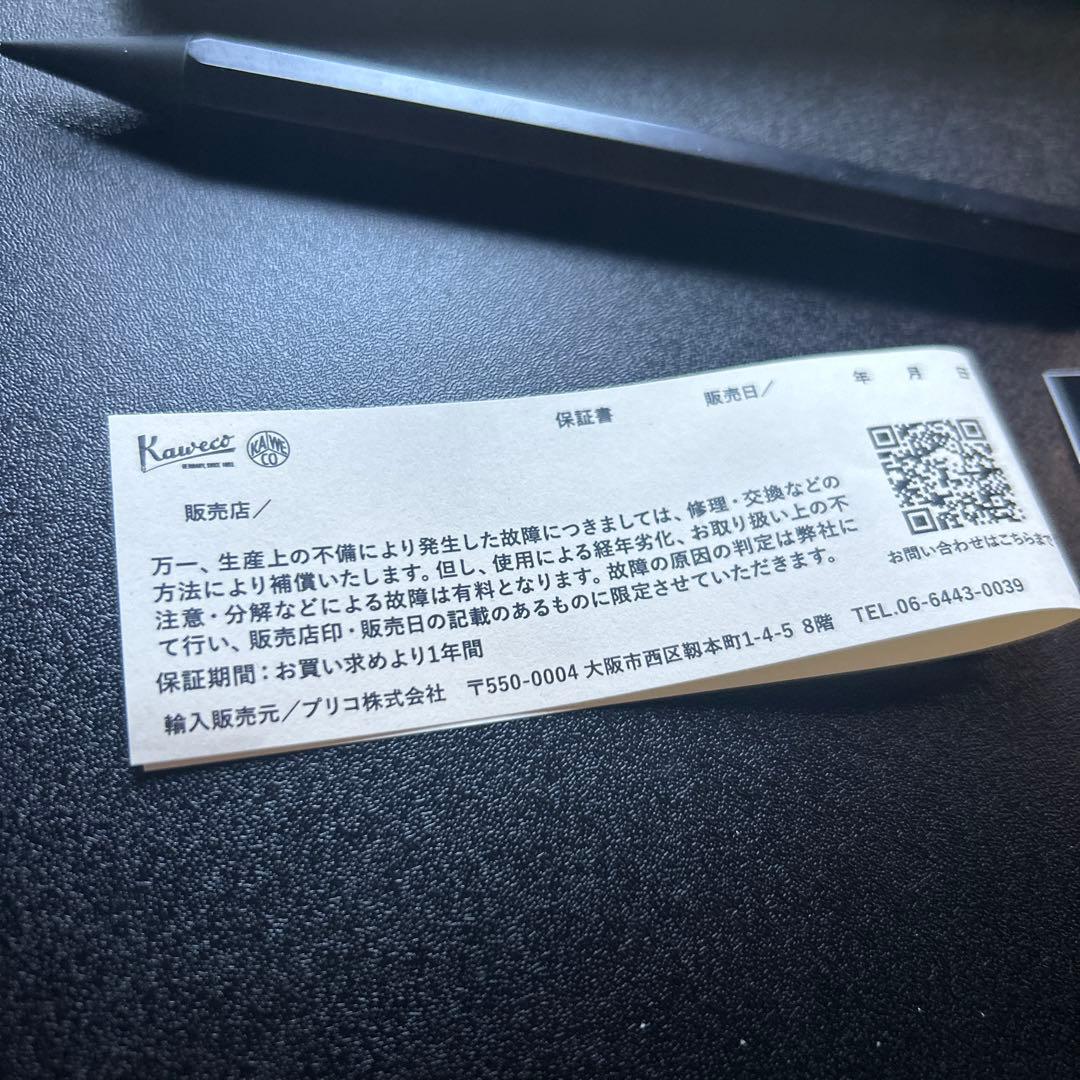 保証書 販売日/ 年 月 日
Kaweco KAWECO
GERMANY, SINCE 1883.
販売店/
万一、生産上の不備により発生した故障につきましては、修理・交換などの
方法により補償いたします。但し、使用による経年劣化、お取り扱い上の不
注意・分解などによる故障は有料となります。故障の原因の判定は弊社に
て行い、販売店印・販売日の記載のあるものに限定させていただきます。
お問い合わせはこちらまで
保証期間：お買い求めより1年間
輸入販売元/プリコ株式会社 〒550-0004 大阪市西区靱本町1-4-5 8階 TEL.06-6443-0039